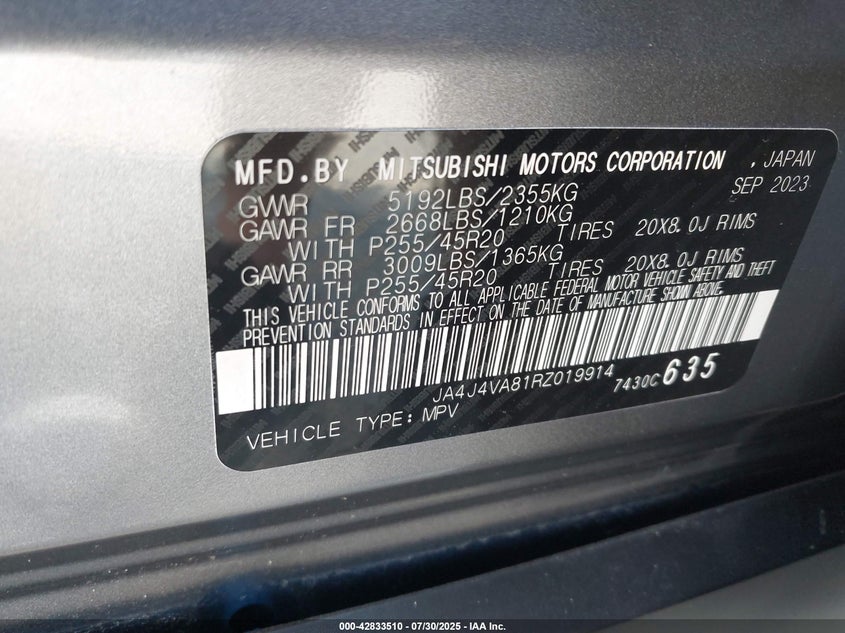 MFD.BY MITSUBISHI MOTORS CORPORATION , JAPAN
SEP 2023
GVWR 5192LBS/2355KG
GAWR FR 2668LBS/1210KG
WITH P255/45R20 TIRES 20X8.0J RIMS
GAWR RR 3009LBS/1365KG
WITH P255/45R20 TIRES 20X8.0J RIMS
THIS VEHICLE CONFORMS TO ALL APPLICABLE FEDERAL MOTOR VEHICLE SAFETY AND THEFT
PREVENTION STANDARDS IN EFFECT ON THE DATE OF MANUFACTURE SHOWN ABOVE.
JA4J4VA81RZ019914 7430C 635
VEHICLE TYPE: MPV
000-42833510 | 07/30/2025 - IAA Inc.